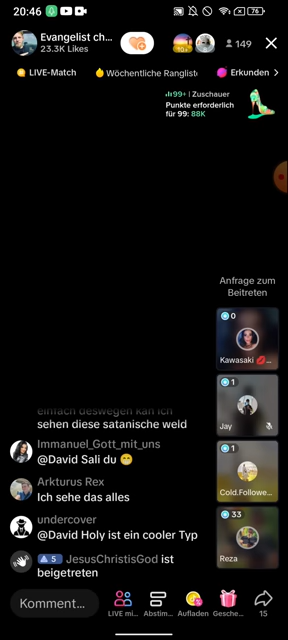 20:46
76
Evangelist ch...
23.3K Likes
149
LIVE-Match
Wöchentliche Rangliste
Erkunden
99+ | Zuschauer
Punkte erforderlich
für 99: 88K
Anfrage zum
Beitreten
0
Kawasaki 💋...
1
Jay
1
Cold.Followe...
33
Reza
einfach deswegen kann ich
sehen diese satanische weld
Immanuel_Gott_mit_uns
@David Sali du 😁
Arkturus Rex
Ich sehe das alles
undercover
@David Holy ist ein cooler Typ
5 JesusChristisGod ist
beigetreten
Komment...
LIVE mi...
Abstim...
Aufladen
Gesche...
15